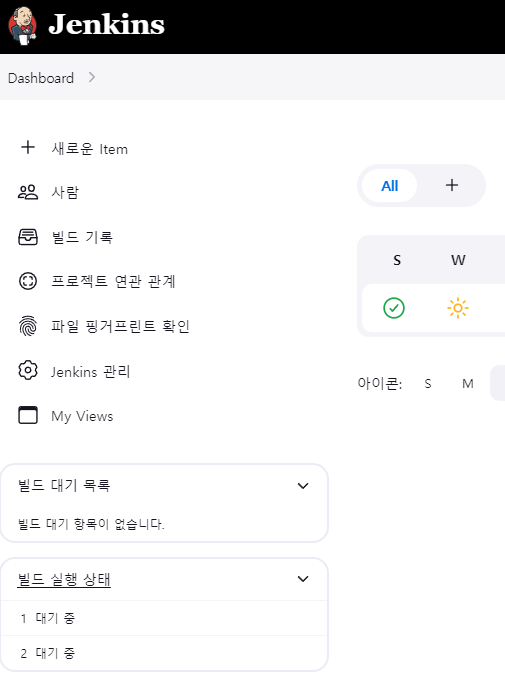 Jenkins
Dashboard
새로운 Item
사람
빌드 기록
프로젝트 연관 관계
파일 핑거프린트 확인
Jenkins 관리
My Views
빌드 대기 목록
빌드 대기 항목이 없습니다.
빌드 실행 상태
1 대기 중
2 대기 중
All +
S W
아이콘: S M